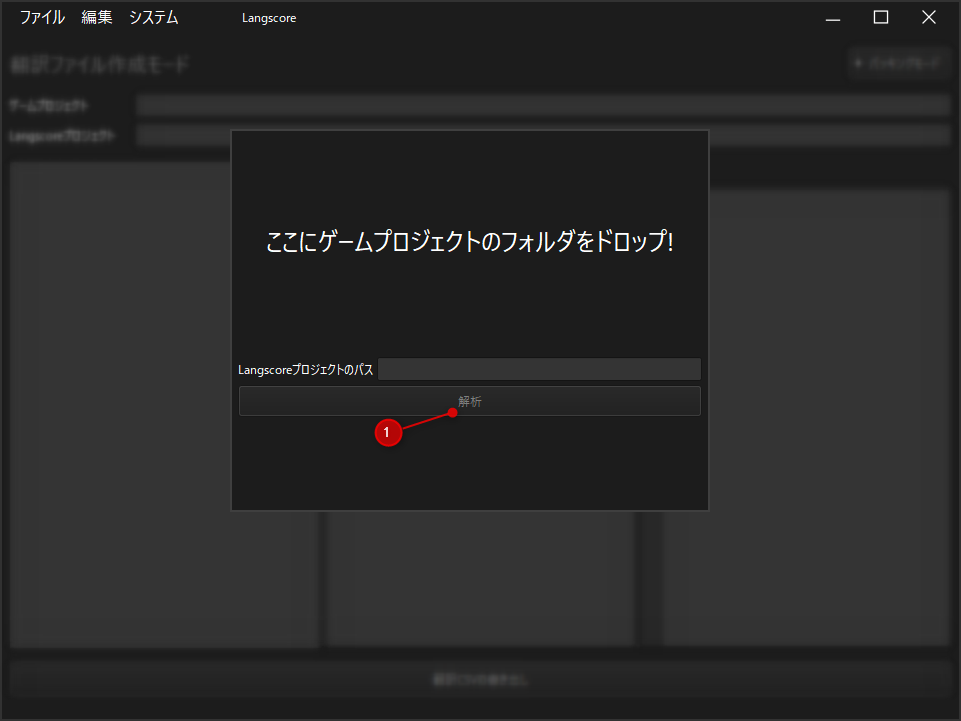 ファイル 編集 システム Langscore
翻訳ファイル作成モード
ゲームプロジェクト
Langscoreプロジェクト
ここにゲームプロジェクトのフォルダをドロップ!
Langscoreプロジェクトのパス
解析
1